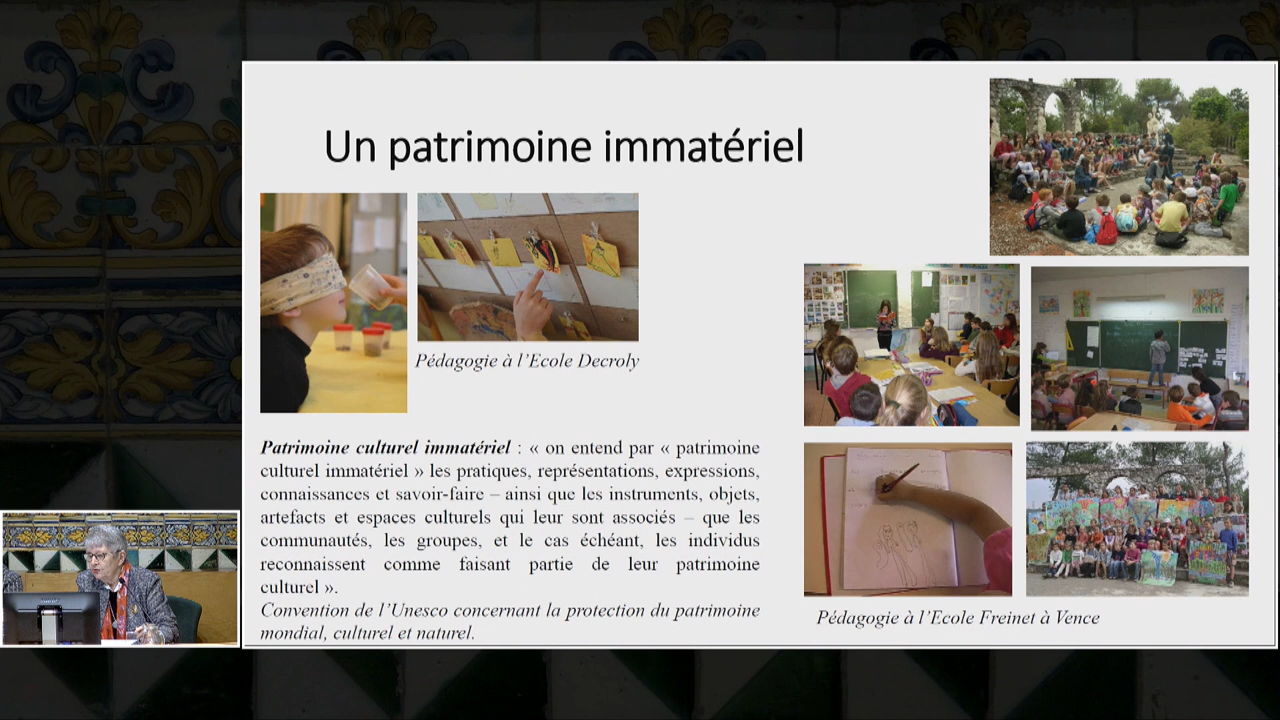 Un patrimoine immatériel
Pédagogie à l'Ecole Decroly
Patrimoine culturel immatériel : « on entend par « patrimoine
culturel immatériel » les pratiques, représentations, expressions,
connaissances et savoir-faire – ainsi que les instruments, objets,
artefacts et espaces culturels qui leur sont associés – que les
communautés, les groupes, et le cas échéant, les individus
reconnaissent comme faisant partie de leur patrimoine
culturel ».
Convention de l'Unesco concernant la protection du patrimoine
mondial, culturel et naturel.
Pédagogie à l'Ecole Freinet à Vence